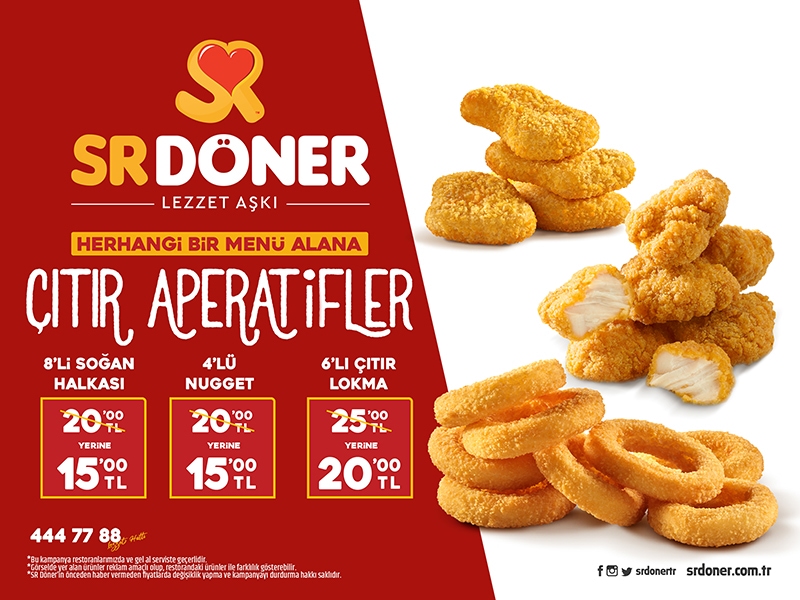 SR DÖNER
LEZZET AŞKI
HERHANGİ BİR MENÜ ALANA
ÇITIR APERATİFLER
8'Lİ SOĞAN HALKASI
20'00 TL
YERİNE
15'00 TL
4'LÜ NUGGET
20'00 TL
YERİNE
15'00 TL
6'LI ÇITIR LOKMA
25'00 TL
YERİNE
20'00 TL
444 77 88
Lezzet Hattı
*Bu kampanya restoranlarımızda ve gel al serviste geçerlidir.
*Görselde yer alan ürünler reklam amaçlı olup, restorandaki ürünler ile farklılık gösterebilir.
*SR Döner'in önceden haber vermeden fiyatlarda değişiklik yapma ve kampanyayı durdurma hakkı saklıdır.
srdonertr srdoner.com.tr